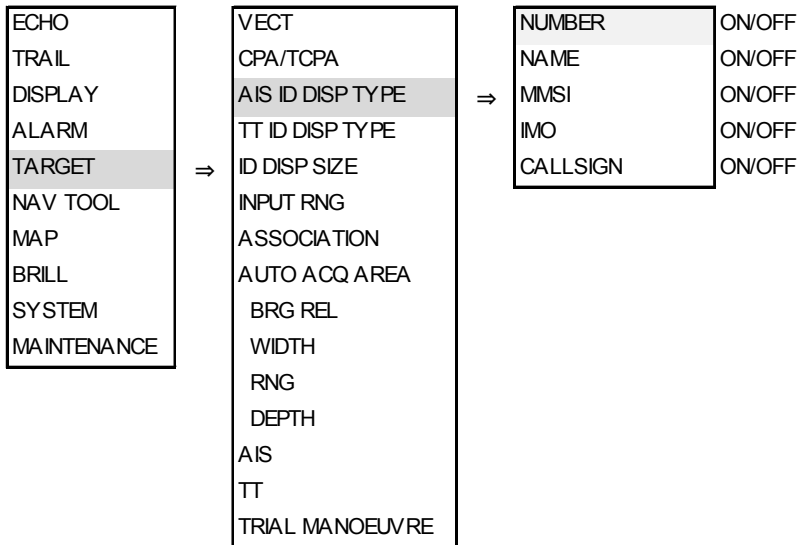 ECHO
TRAIL
DISPLAY
ALARM
TARGET
NAV TOOL
MAP
BRILL
SYSTEM
MAINTENANCE
⇒
VECT
CPA/TCPA
AIS ID DISP TYPE
TT ID DISP TYPE
ID DISP SIZE
INPUT RNG
ASSOCIATION
AUTO ACQ AREA
BRG REL
WIDTH
RNG
DEPTH
AIS
TT
TRIAL MANOEUVRE
⇒
NUMBER ON/OFF
NAME ON/OFF
MMSI ON/OFF
IMO ON/OFF
CALLSIGN ON/OFF